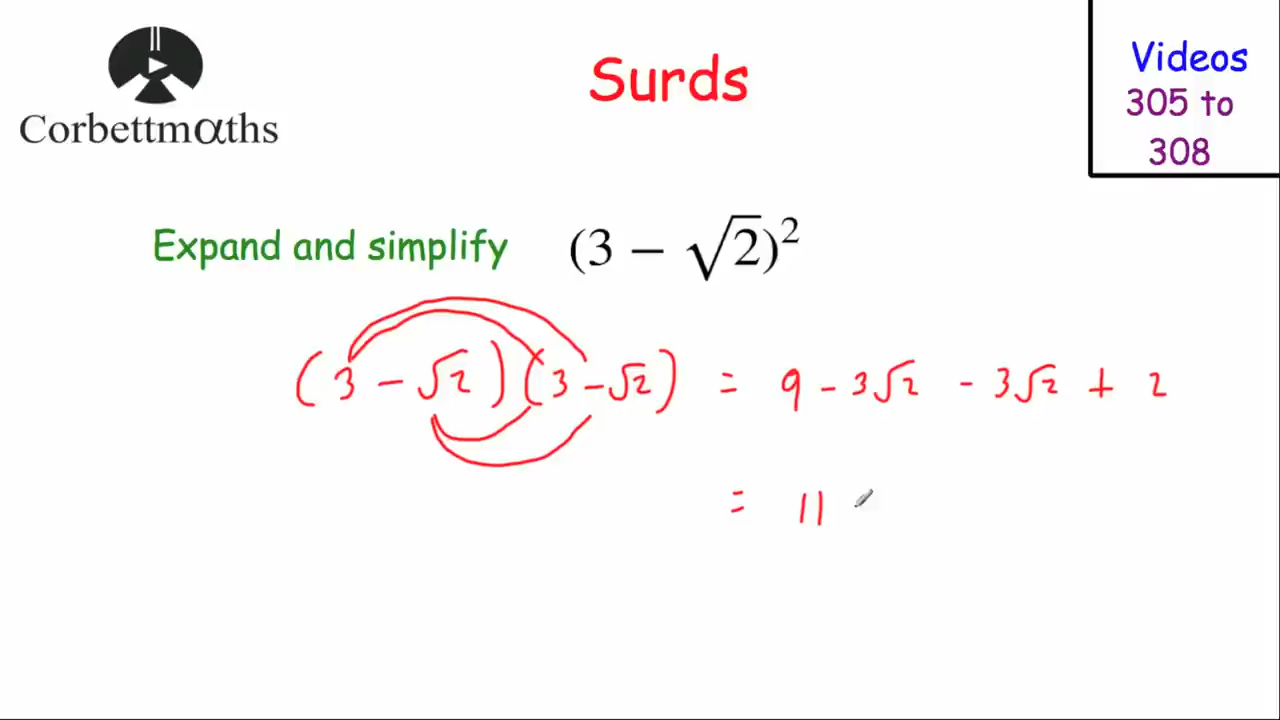 Corbettmαths
Surds
Videos
305 to
308
Expand and simplify (3 − √2)²
(3 − √2)(3 − √2) = 9 − 3√2 − 3√2 + 2
= 11